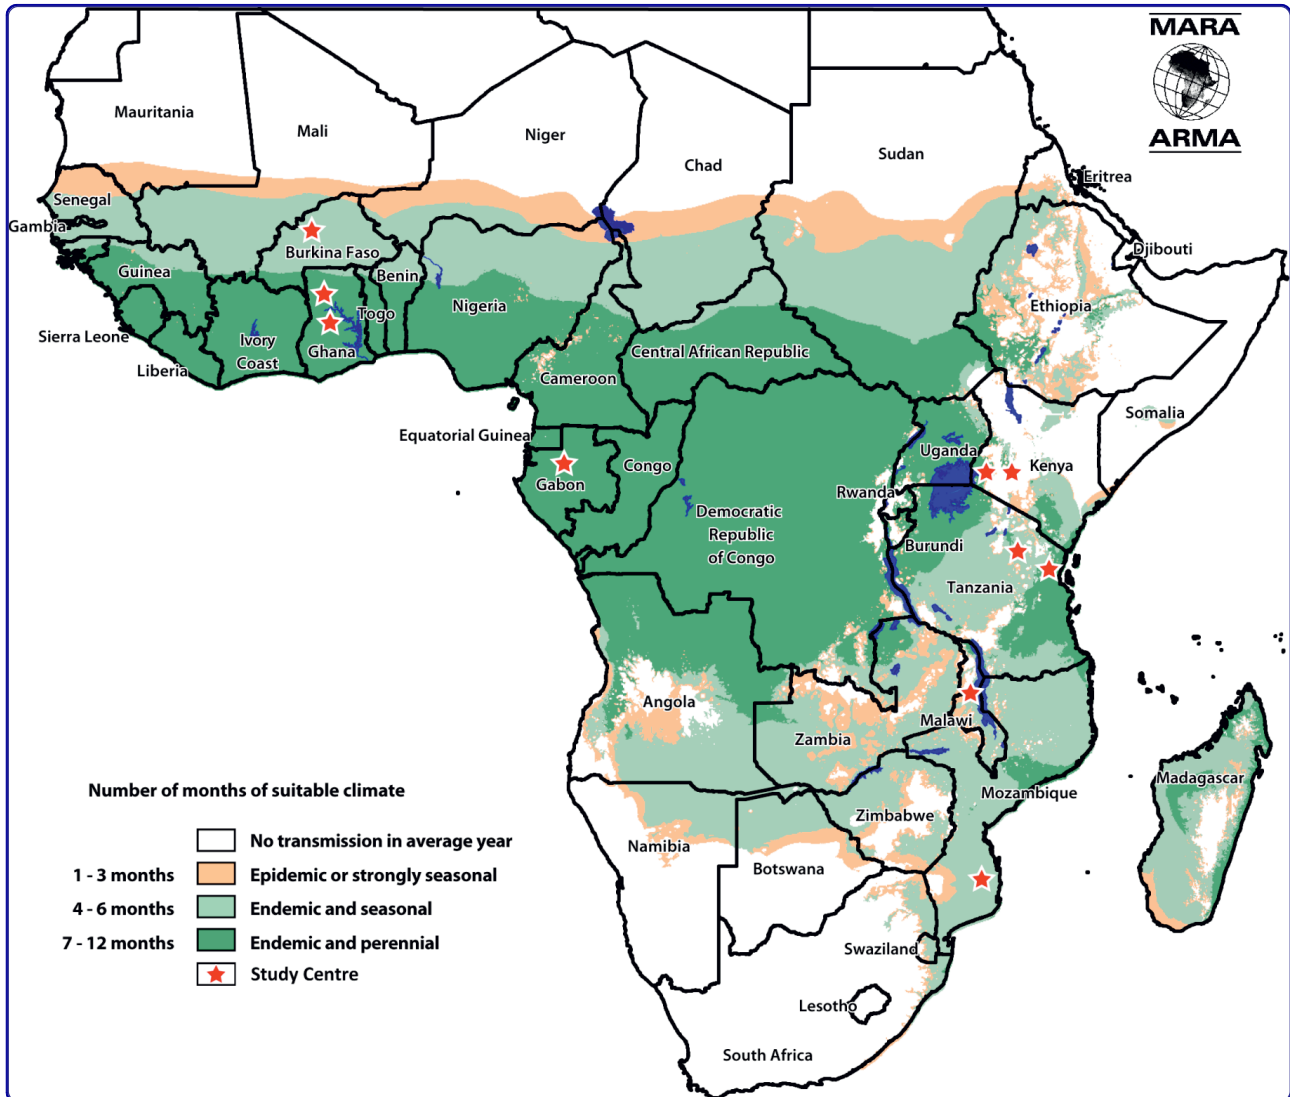 MARA
ARMA
Mauritania
Mali
Niger
Chad
Sudan
Eritrea
Senegal
Gambia
Burkina Faso
Djibouti
Guinea
Benin
Nigeria
Ethiopia
Togo
Sierra Leone
Ivory
Coast
Ghana
Central African Republic
Liberia
Cameroon
Somalia
Equatorial Guinea
Uganda
Congo
Kenya
Gabon
Rwanda
Democratic
Republic
of Congo
Burundi
Tanzania
Angola
Malawi
Zambia
Madagascar
Mozambique
Zimbabwe
Namibia
Botswana
Swaziland
Lesotho
South Africa
Number of months of suitable climate
No transmission in average year
1 - 3 months Epidemic or strongly seasonal
4 - 6 months Endemic and seasonal
7 - 12 months Endemic and perennial
Study Centre